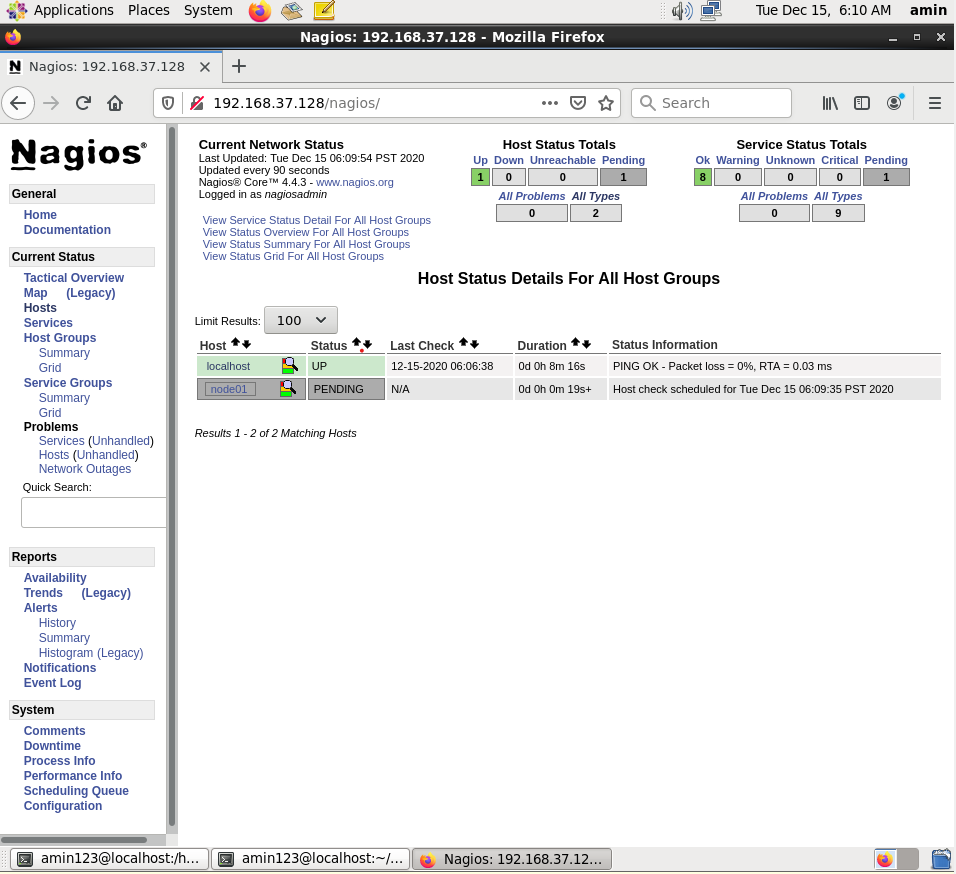 Applications Places System Tue Dec 15, 6:10 AM amin
Nagios: 192.168.37.128 - Mozilla Firefox
Nagios: 192.168.37.128
192.168.37.128/nagios/
Search
Nagios®
General
Home
Documentation
Current Status
Tactical Overview
Map (Legacy)
Hosts
Services
Host Groups
Summary
Grid
Service Groups
Summary
Grid
Problems
Services (Unhandled)
Hosts (Unhandled)
Network Outages
Quick Search:
Reports
Availability
Trends (Legacy)
Alerts
History
Summary
Histogram (Legacy)
Notifications
Event Log
System
Comments
Downtime
Process Info
Performance Info
Scheduling Queue
Configuration
Current Network Status
Last Updated: Tue Dec 15 06:09:54 PST 2020
Updated every 90 seconds
Nagios® Core™ 4.4.3 - www.nagios.org
Logged in as nagiosadmin
View Service Status Detail For All Host Groups
View Status Overview For All Host Groups
View Status Summary For All Host Groups
View Status Grid For All Host Groups
Host Status Totals
Up Down Unreachable Pending
1 0 0 1
All Problems All Types
0 2
Service Status Totals
Ok Warning Unknown Critical Pending
8 0 0 0 1
All Problems All Types
0 9
Host Status Details For All Host Groups
Limit Results: 100
Host Status Last Check Duration Status Information
localhost UP 12-15-2020 06:06:38 0d 0h 8m 16s PING OK - Packet loss = 0%, RTA = 0.03 ms
node01 PENDING N/A 0d 0h 0m 19s+ Host check scheduled for Tue Dec 15 06:09:35 PST 2020
Results 1 - 2 of 2 Matching Hosts
amin123@localhost:/h... amin123@localhost:~/... Nagios: 192.168.37.12...